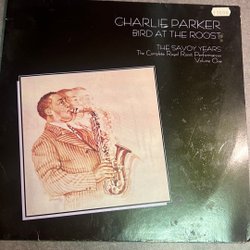 CHARLIE PARKER
BIRD AT THE ROOST
THE SAVOY YEARS
The Complete Royal Roost Performances
Volume One